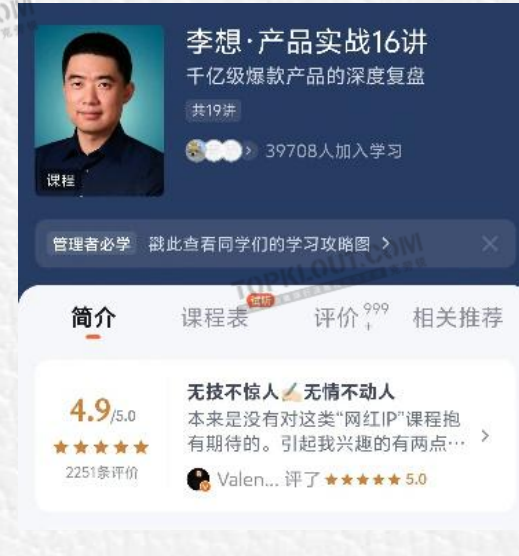 李想·产品实战16讲
千亿级爆款产品的深度复盘
共19讲
39708人加入学习
课程
管理者必学 戳此查看同学们的学习攻略图
TOPKLOUT.COM
试听
简介 课程表 评价 999+ 相关推荐
无技不惊人✍️无情不动人
4.9/5.0
本来是没有对这类“网红IP”课程抱
有期待的。引起我兴趣的有两点…
2251条评价
Valen... 评了★★★★★ 5.0